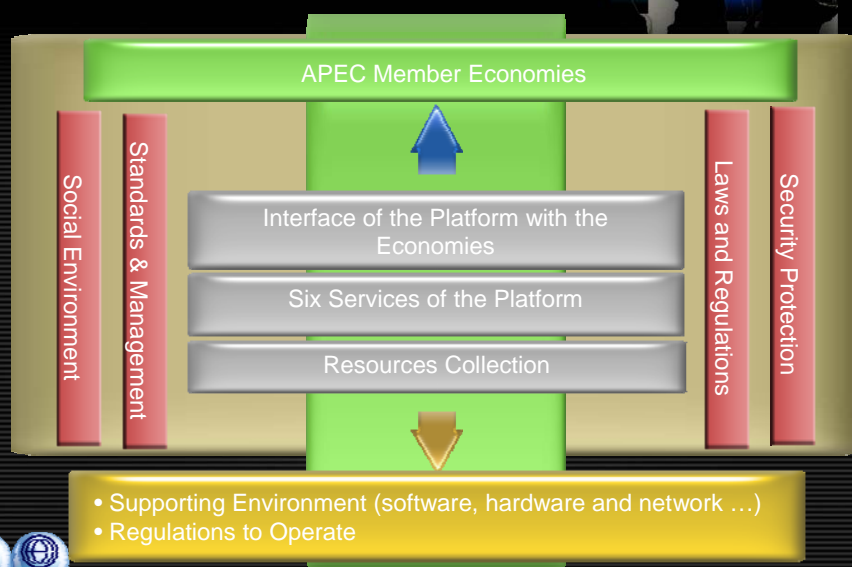 APEC Member Economies
Social Environment
Standards & Management
Interface of the Platform with the
Economies
Six Services of the Platform
Resources Collection
Laws and Regulations
Security Protection
• Supporting Environment (software, hardware and network …)
• Regulations to Operate